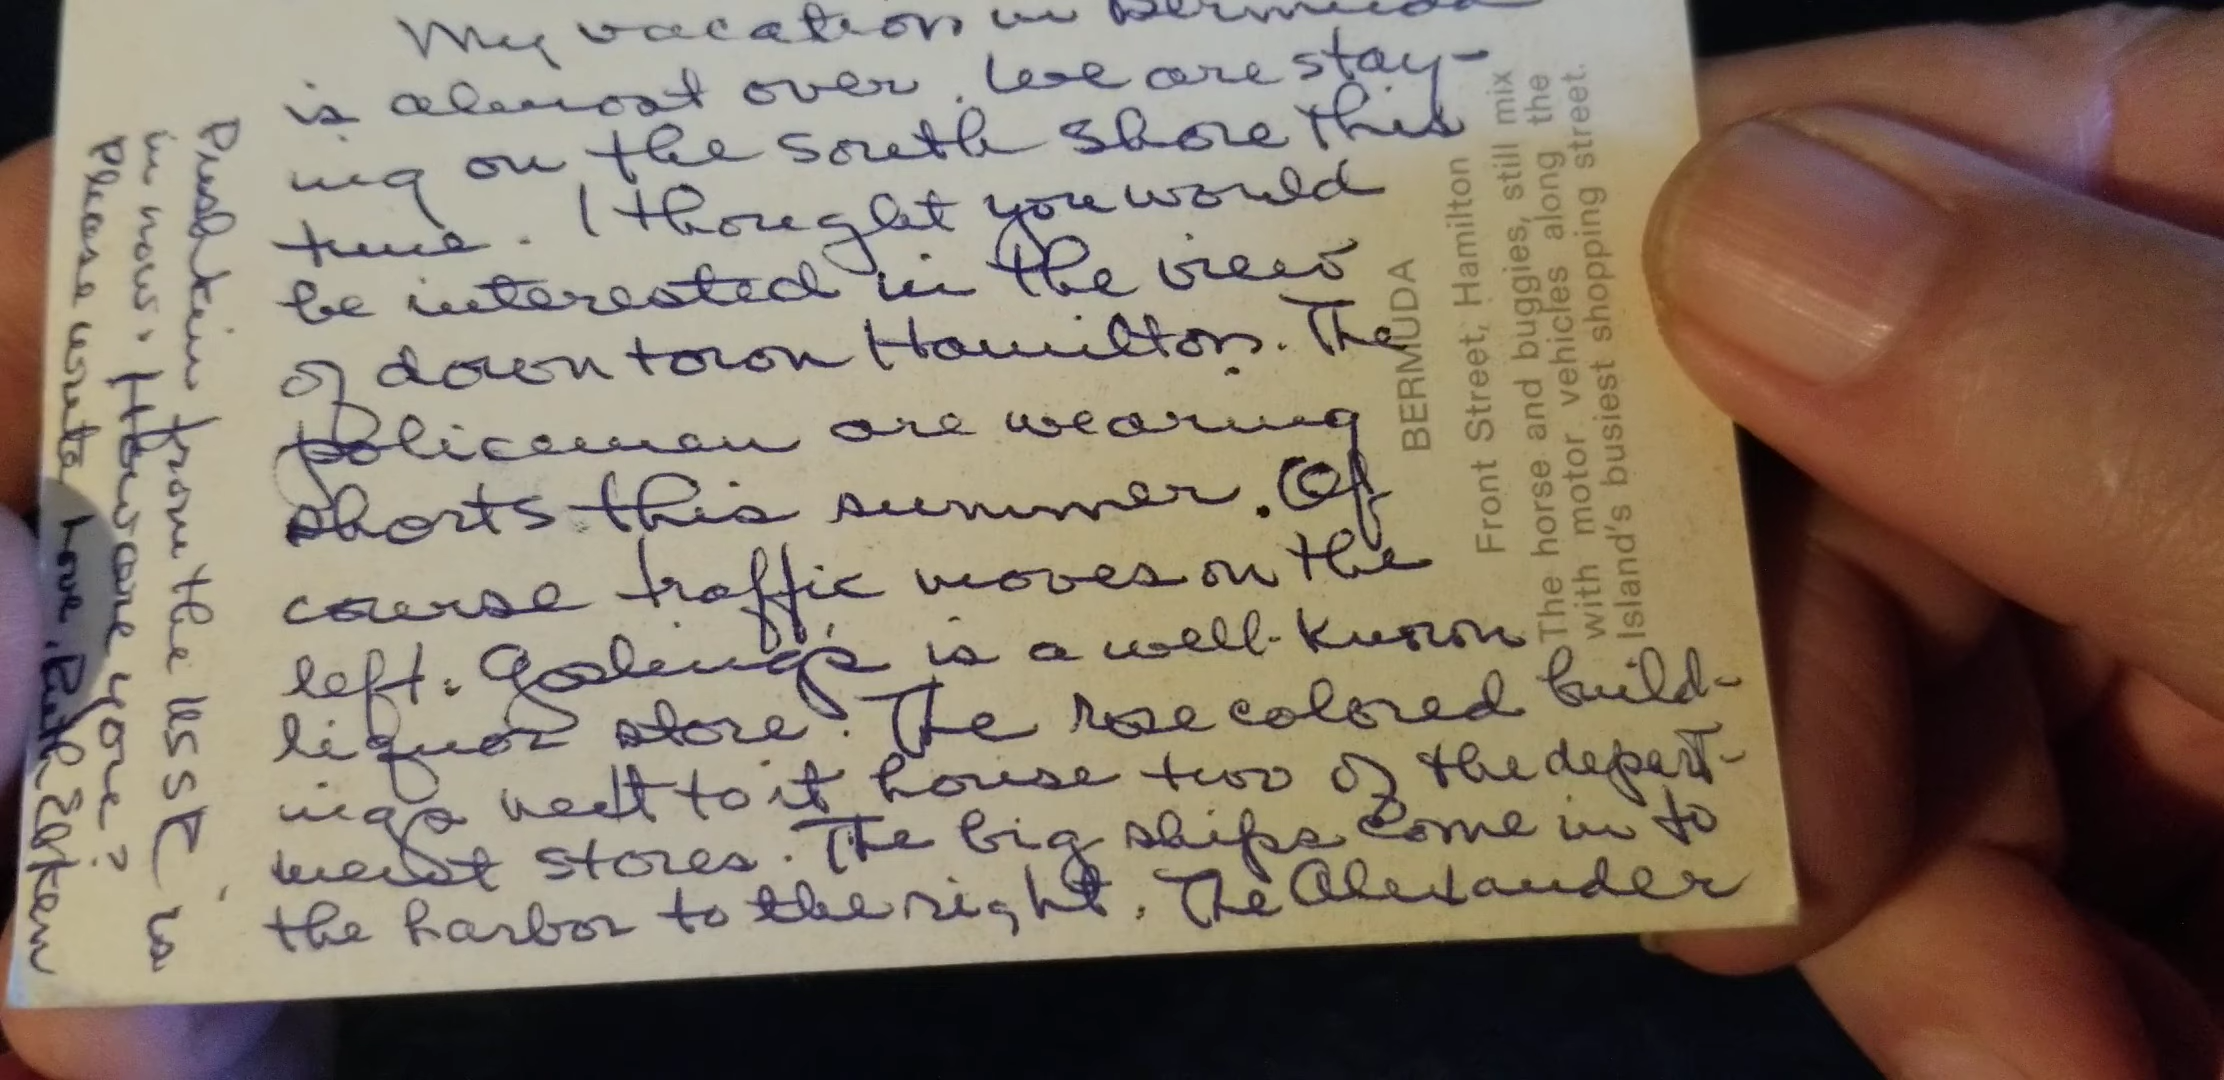 My vacation in Bermuda
is almost over. We are stay-
ing on the south shore this
time. I thought you would
be interested in the view
of downtown Hamilton. The
policeman are wearing
shorts this summer. Of
course traffic moves on the
left. Gosling's is a well-known
liquor store. The rose colored build-
ings next to it house two of the depart-
ment stores. The big ships come in to
the harbor to the right. The Alexander
Pushkin from the USSR is
in now. How are you?
Please write. Love, Ruth
BERMUDA
Front Street, Hamilton
The horse and buggies, still mix
with motor vehicles along the
Island's busiest shopping street.